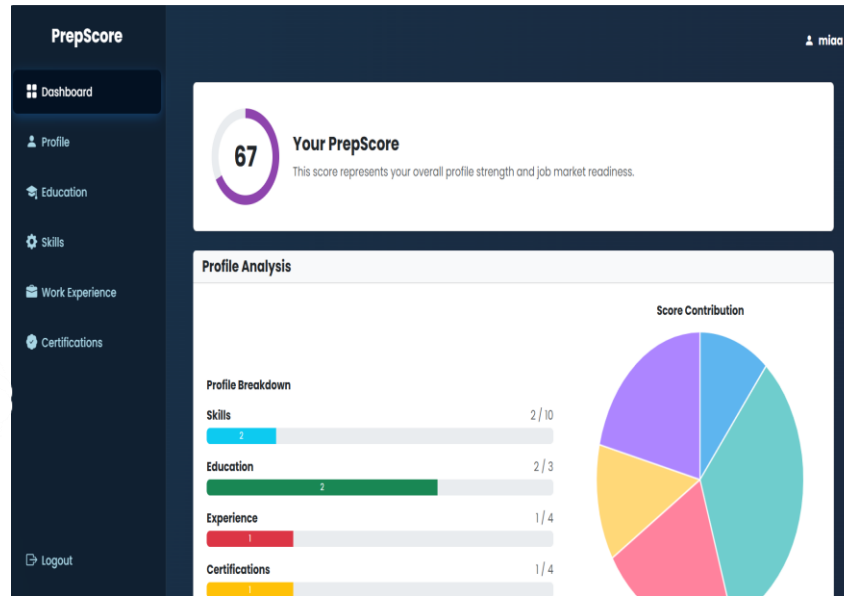 PrepScore
miaa
Dashboard
Profile
Education
Skills
Work Experience
Certifications
Logout
67
Your PrepScore
This score represents your overall profile strength and job market readiness.
Profile Analysis
Score Contribution
Profile Breakdown
Skills 2 / 10
2
Education 2 / 3
2
Experience 1 / 4
1
Certifications 1 / 4
1